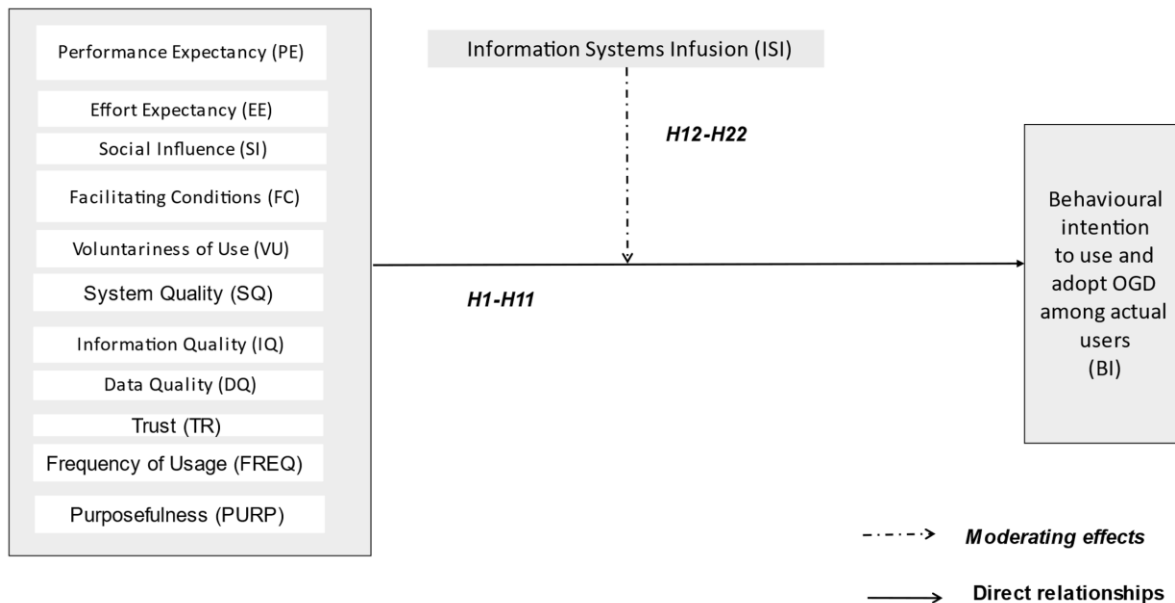 Performance Expectancy (PE)
Effort Expectancy (EE)
Social Influence (SI)
Facilitating Conditions (FC)
Voluntariness of Use (VU)
System Quality (SQ)
Information Quality (IQ)
Data Quality (DQ)
Trust (TR)
Frequency of Usage (FREQ)
Purposefulness (PURP)
Information Systems Infusion (ISI)
H12-H22
H1-H11
Behavioural
intention
to use and
adopt OGD
among actual
users
(BI)
Moderating effects
Direct relationships